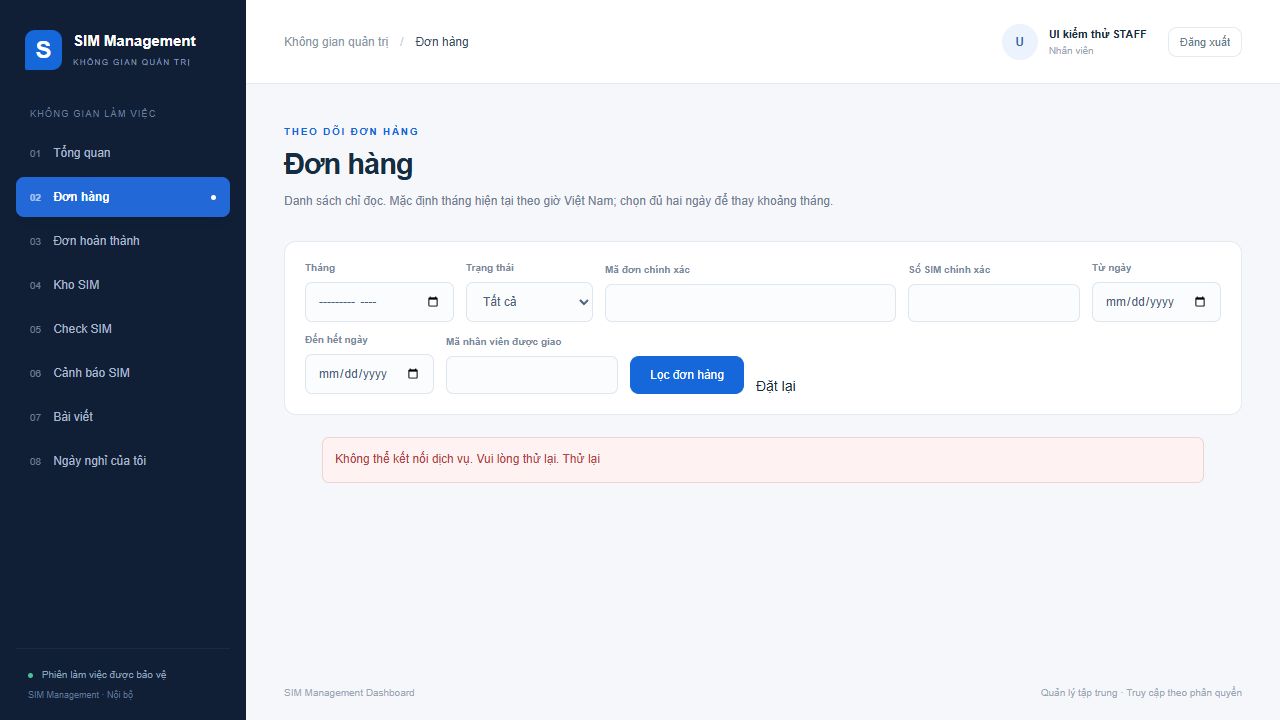 S
SIM Management
KHÔNG GIAN QUẢN TRỊ
KHÔNG GIAN LÀM VIỆC
01 Tổng quan
02 Đơn hàng
03 Đơn hoàn thành
04 Kho SIM
05 Check SIM
06 Cảnh báo SIM
07 Bài viết
08 Ngày nghỉ của tôi
Phiên làm việc được bảo vệ
SIM Management · Nội bộ
Không gian quản trị / Đơn hàng
U
UI kiểm thử STAFF
Nhân viên
Đăng xuất
THEO DÕI ĐƠN HÀNG
Đơn hàng
Danh sách chỉ đọc. Mặc định tháng hiện tại theo giờ Việt Nam; chọn đủ hai ngày để thay khoảng tháng.
Tháng Trạng thái Mã đơn chính xác Số SIM chính xác Từ ngày
--------- ---- Tất cả mm/dd/yyyy
Đến hết ngày Mã nhân viên được giao
mm/dd/yyyy Lọc đơn hàng Đặt lại
Không thể kết nối dịch vụ. Vui lòng thử lại. Thử lại
SIM Management Dashboard
Quản lý tập trung · Truy cập theo phân quyền